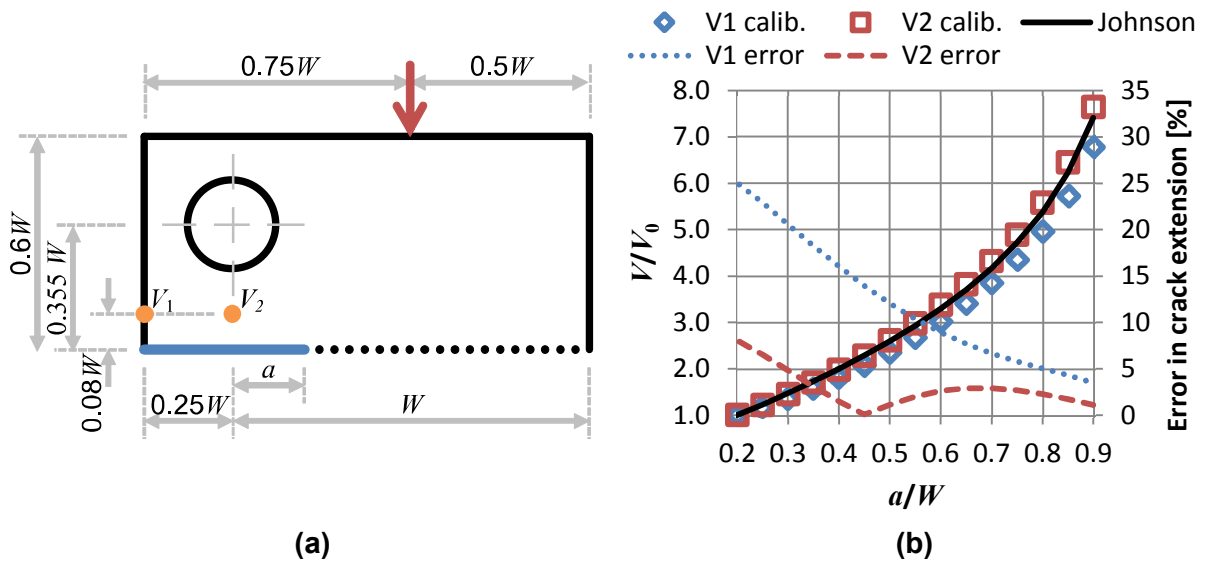 0.75W
0.5W
0.6W
0.355 W
0.08W
V1
V2
a
0.25W
W
(a)
V1 calib.
V2 calib.
Johnson
V1 error
V2 error
V/V0
8.0
7.0
6.0
5.0
4.0
3.0
2.0
1.0
35
30
25
20
15
10
5
0
Error in crack extension [%]
0.2 0.3 0.4 0.5 0.6 0.7 0.8 0.9
a/W
(b)